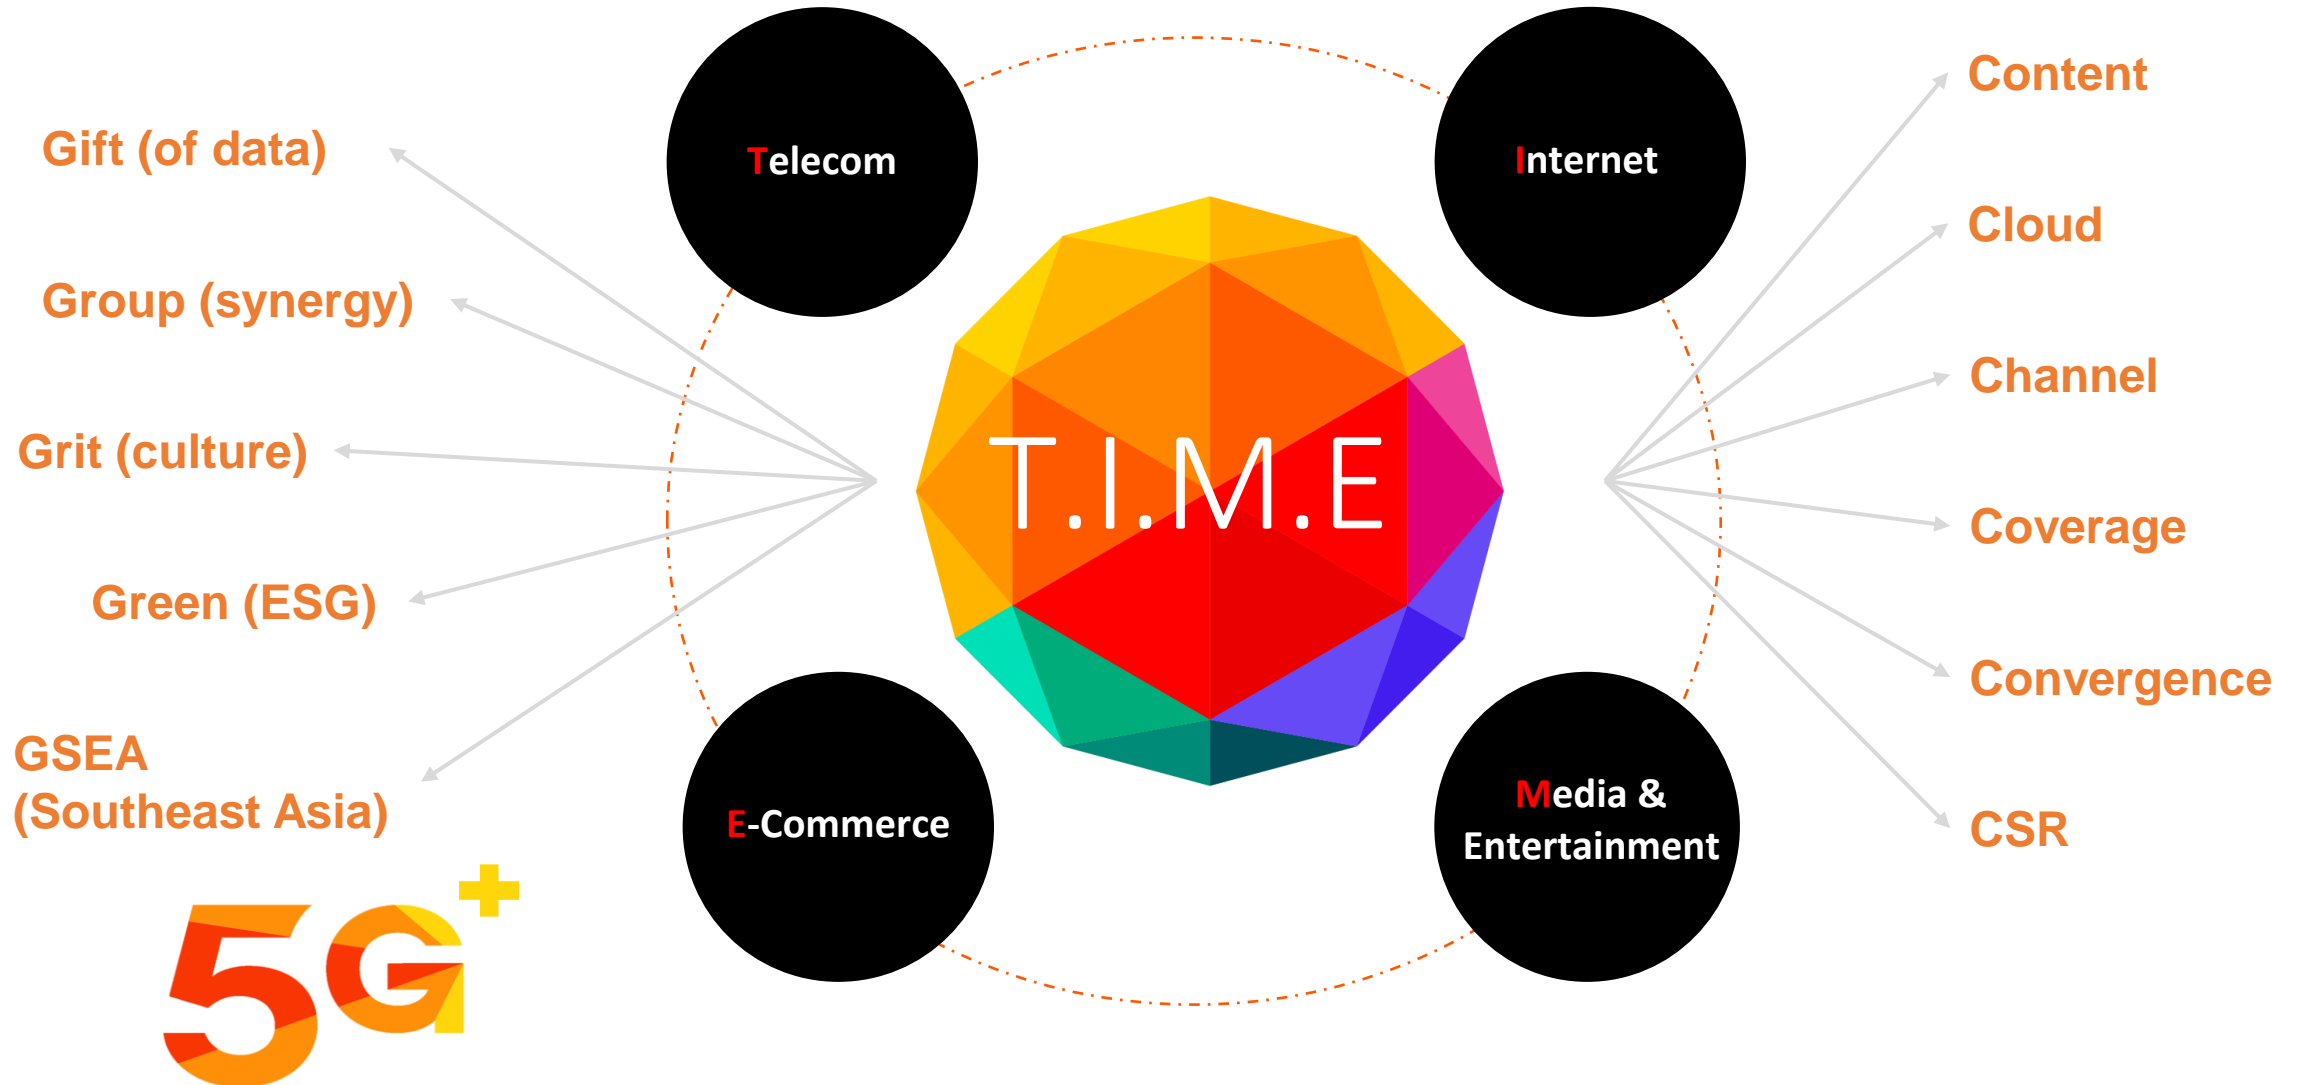 Gift (of data)
Group (synergy)
Grit (culture)
Green (ESG)
GSEA
(Southeast Asia)
5G+
Telecom
Internet
T.I.M.E
E-Commerce
Media &
Entertainment
Content
Cloud
Channel
Coverage
Convergence
CSR